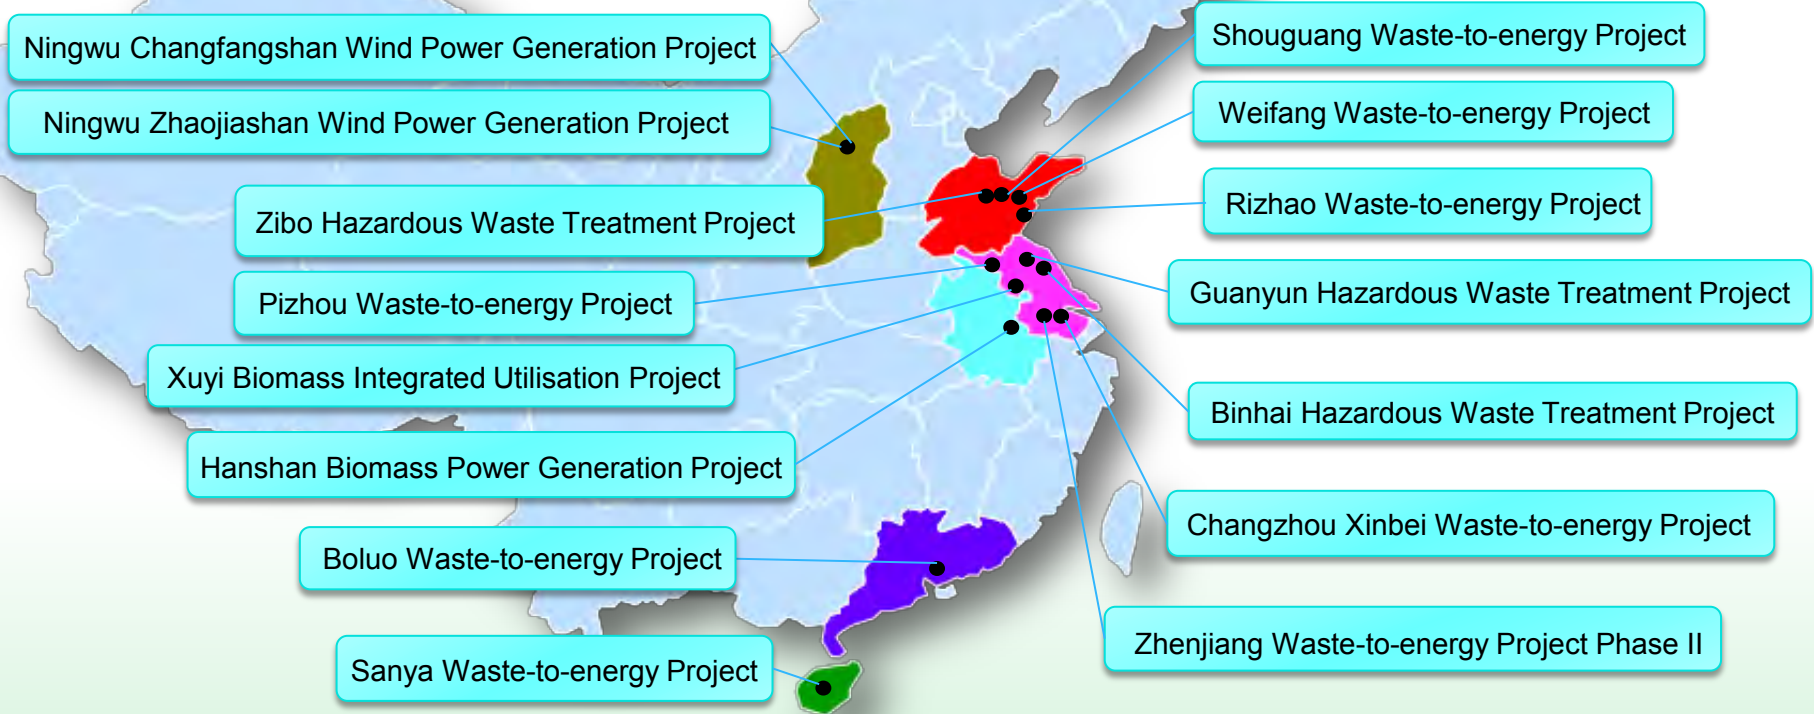 Ningwu Changfangshan Wind Power Generation Project
Ningwu Zhaojiashan Wind Power Generation Project
Zibo Hazardous Waste Treatment Project
Pizhou Waste-to-energy Project
Xuyi Biomass Integrated Utilisation Project
Hanshan Biomass Power Generation Project
Boluo Waste-to-energy Project
Sanya Waste-to-energy Project
Shouguang Waste-to-energy Project
Weifang Waste-to-energy Project
Rizhao Waste-to-energy Project
Guanyun Hazardous Waste Treatment Project
Binhai Hazardous Waste Treatment Project
Changzhou Xinbei Waste-to-energy Project
Zhenjiang Waste-to-energy Project Phase II